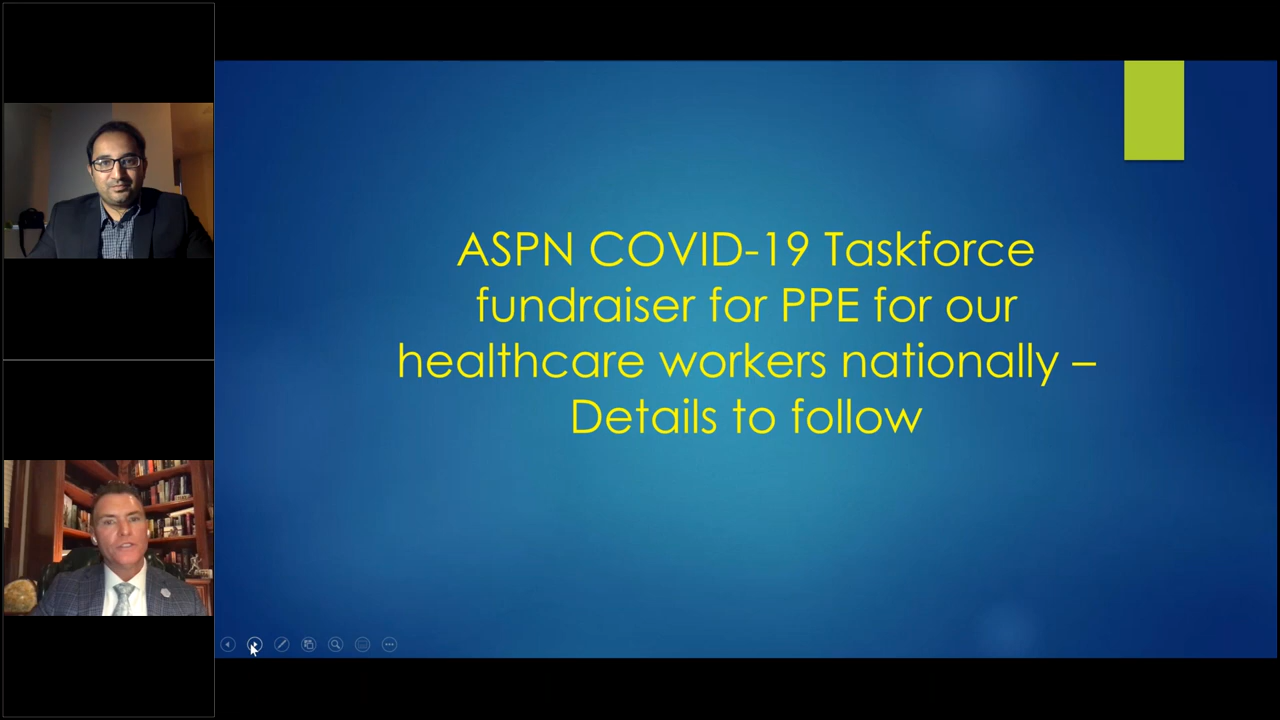 ASPN COVID-19 Taskforce
fundraiser for PPE for our
healthcare workers nationally –
Details to follow